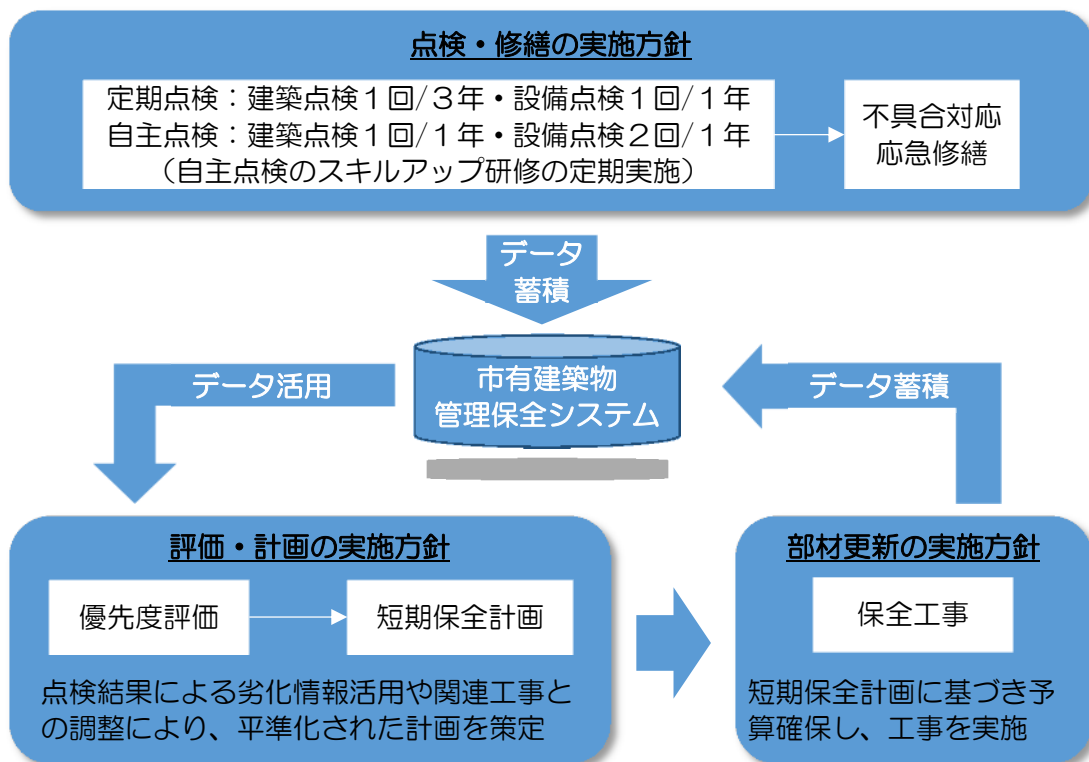 点検・修繕の実施方針
定期点検：建築点検１回/３年・設備点検１回/１年
自主点検：建築点検１回/１年・設備点検２回/１年
（自主点検のスキルアップ研修の定期実施）
不具合対応
応急修繕
データ
蓄積
データ活用
市有建築物
管理保全システム
データ蓄積
評価・計画の実施方針
優先度評価
短期保全計画
点検結果による劣化情報活用や関連工事と
の調整により、平準化された計画を策定
部材更新の実施方針
保全工事
短期保全計画に基づき予
算確保し、工事を実施